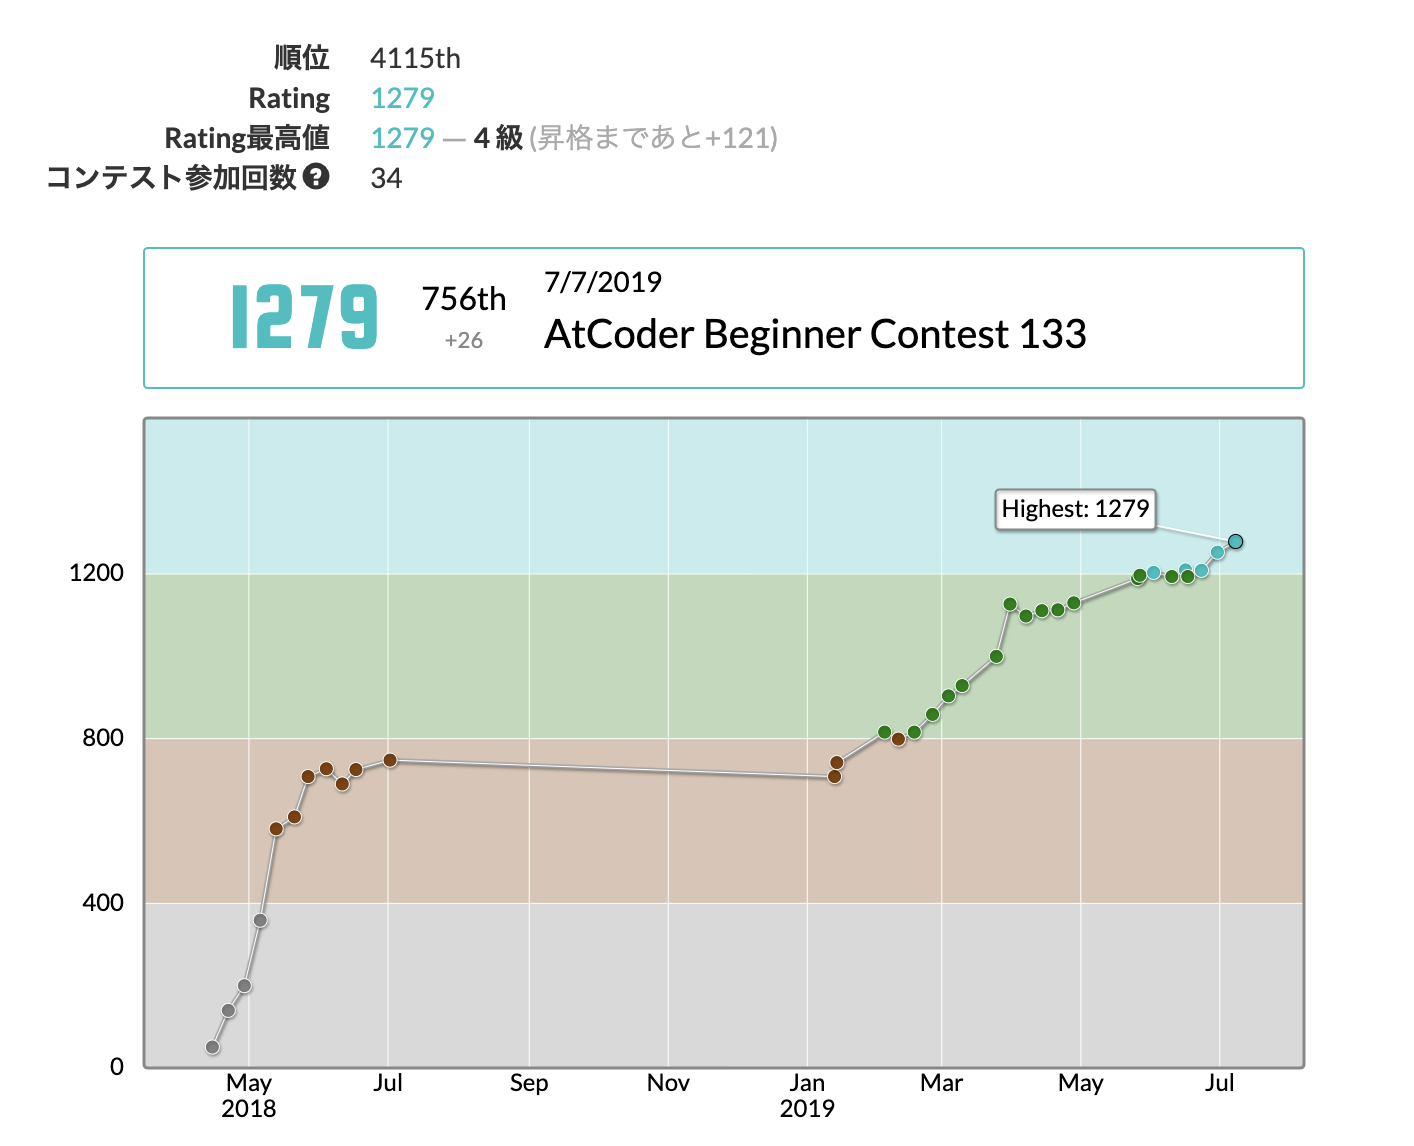 順位 4115th
Rating 1279
Rating最高値 1279 — 4 級 (昇格まであと+121)
コンテスト参加回数 ? 34
1279
756th
+26
7/7/2019
AtCoder Beginner Contest 133
Highest: 1279
1200
800
400
0
May Jul Sep Nov Jan Mar May Jul
2018 2019